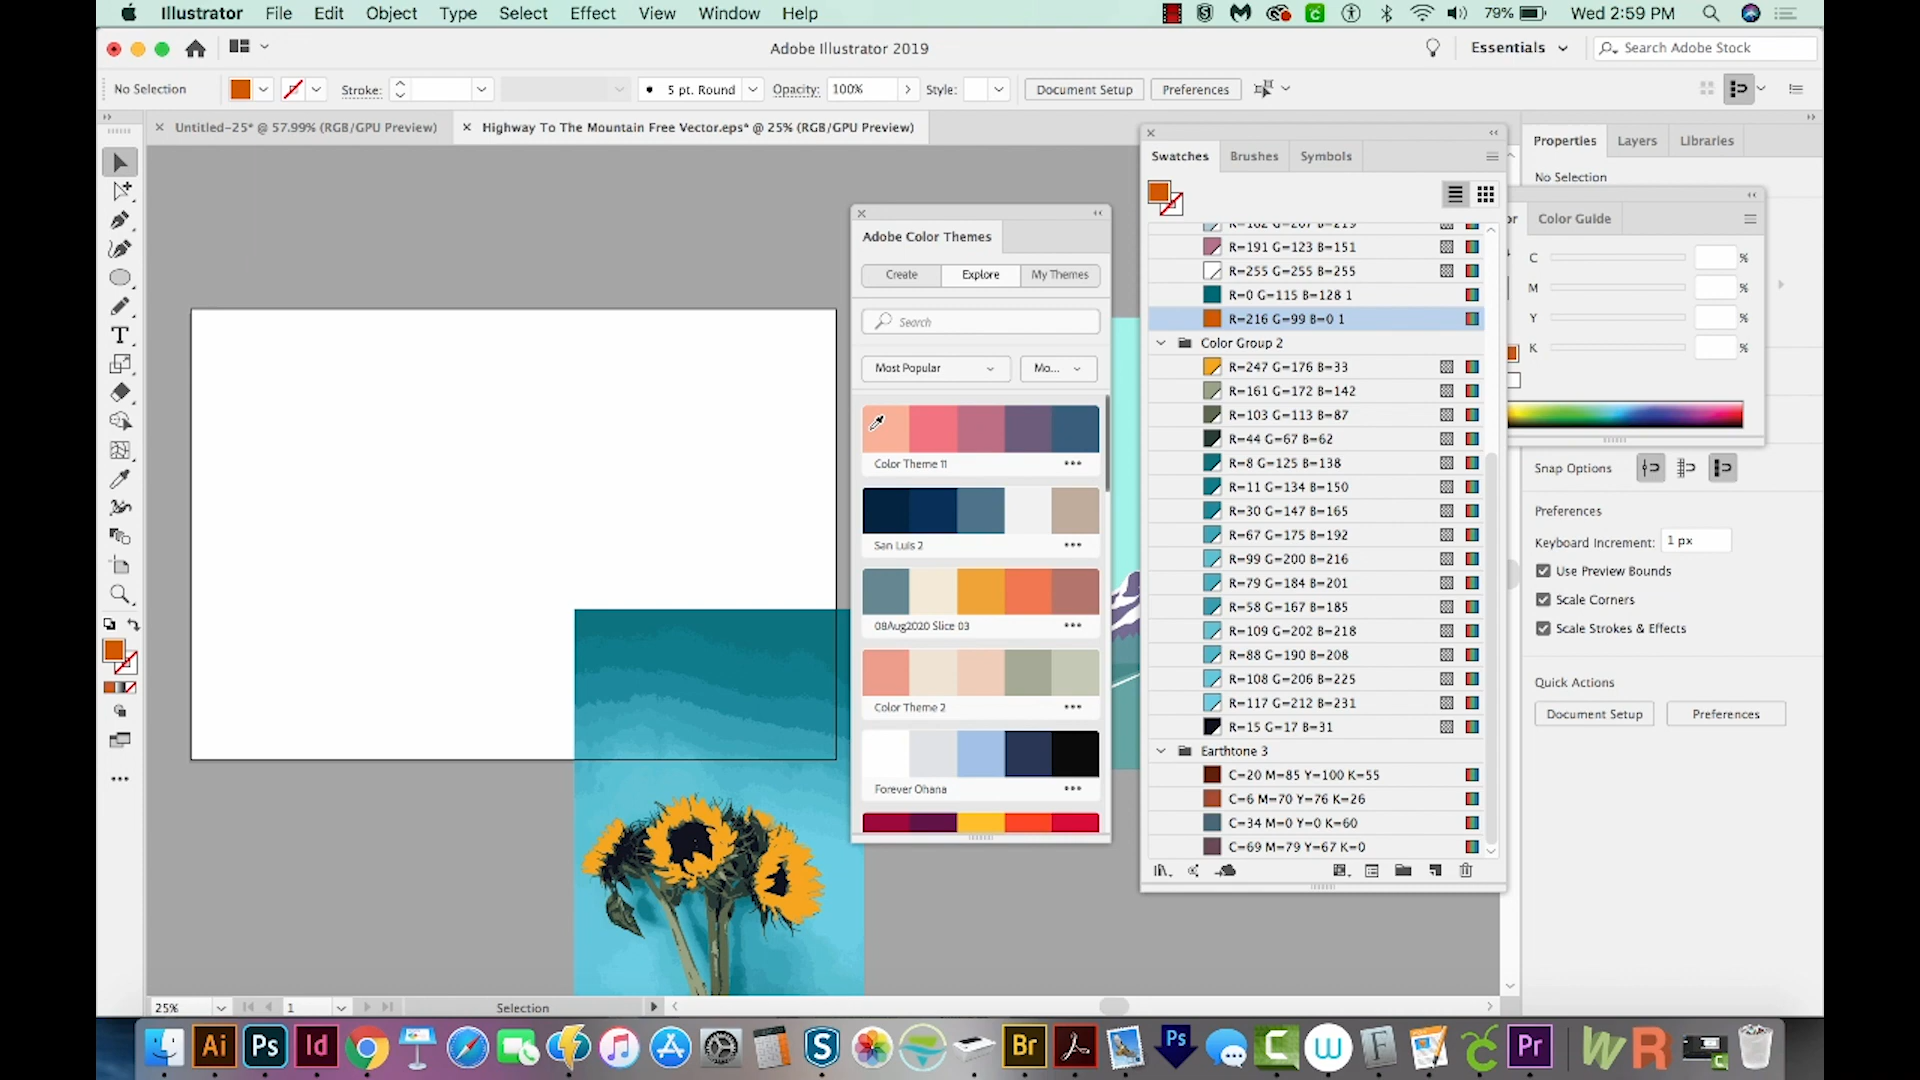 Illustrator File Edit Object Type Select Effect View Window Help 79% Wed 2:59 PM
Adobe Illustrator 2019 Essentials Search Adobe Stock
No Selection Stroke: 5 pt. Round Opacity: 100% Style: Document Setup Preferences
Untitled-25* @ 57.99% (RGB/GPU Preview) Highway To The Mountain Free Vector.eps* @ 25% (RGB/GPU Preview)
Adobe Color Themes
Create Explore My Themes
Search
Most Popular Mo...
Color Theme 11
San Luis 2
08Aug2020 Slice 03
Color Theme 2
Forever Ohana
Swatches Brushes Symbols
R=191 G=123 B=151
R=255 G=255 B=255
R=0 G=115 B=128 1
R=216 G=99 B=0 1
Color Group 2
R=247 G=176 B=33
R=161 G=172 B=142
R=103 G=113 B=87
R=44 G=67 B=62
R=8 G=125 B=138
R=11 G=134 B=150
R=30 G=147 B=165
R=67 G=175 B=192
R=99 G=200 B=216
R=79 G=184 B=201
R=58 G=167 B=185
R=109 G=202 B=218
R=88 G=190 B=208
R=108 G=206 B=225
R=117 G=212 B=231
R=15 G=17 B=31
Earthtone 3
C=20 M=85 Y=100 K=55
C=6 M=70 Y=76 K=26
C=34 M=0 Y=0 K=60
C=69 M=79 Y=67 K=0
Properties Layers Libraries
No Selection
or Color Guide
C %
M %
Y %
K %
Snap Options
Preferences
Keyboard Increment: 1 px
Use Preview Bounds
Scale Corners
Scale Strokes & Effects
Quick Actions
Document Setup Preferences
25% 1 Selection
Ai Ps Id S Br Ps C W F Pr W R